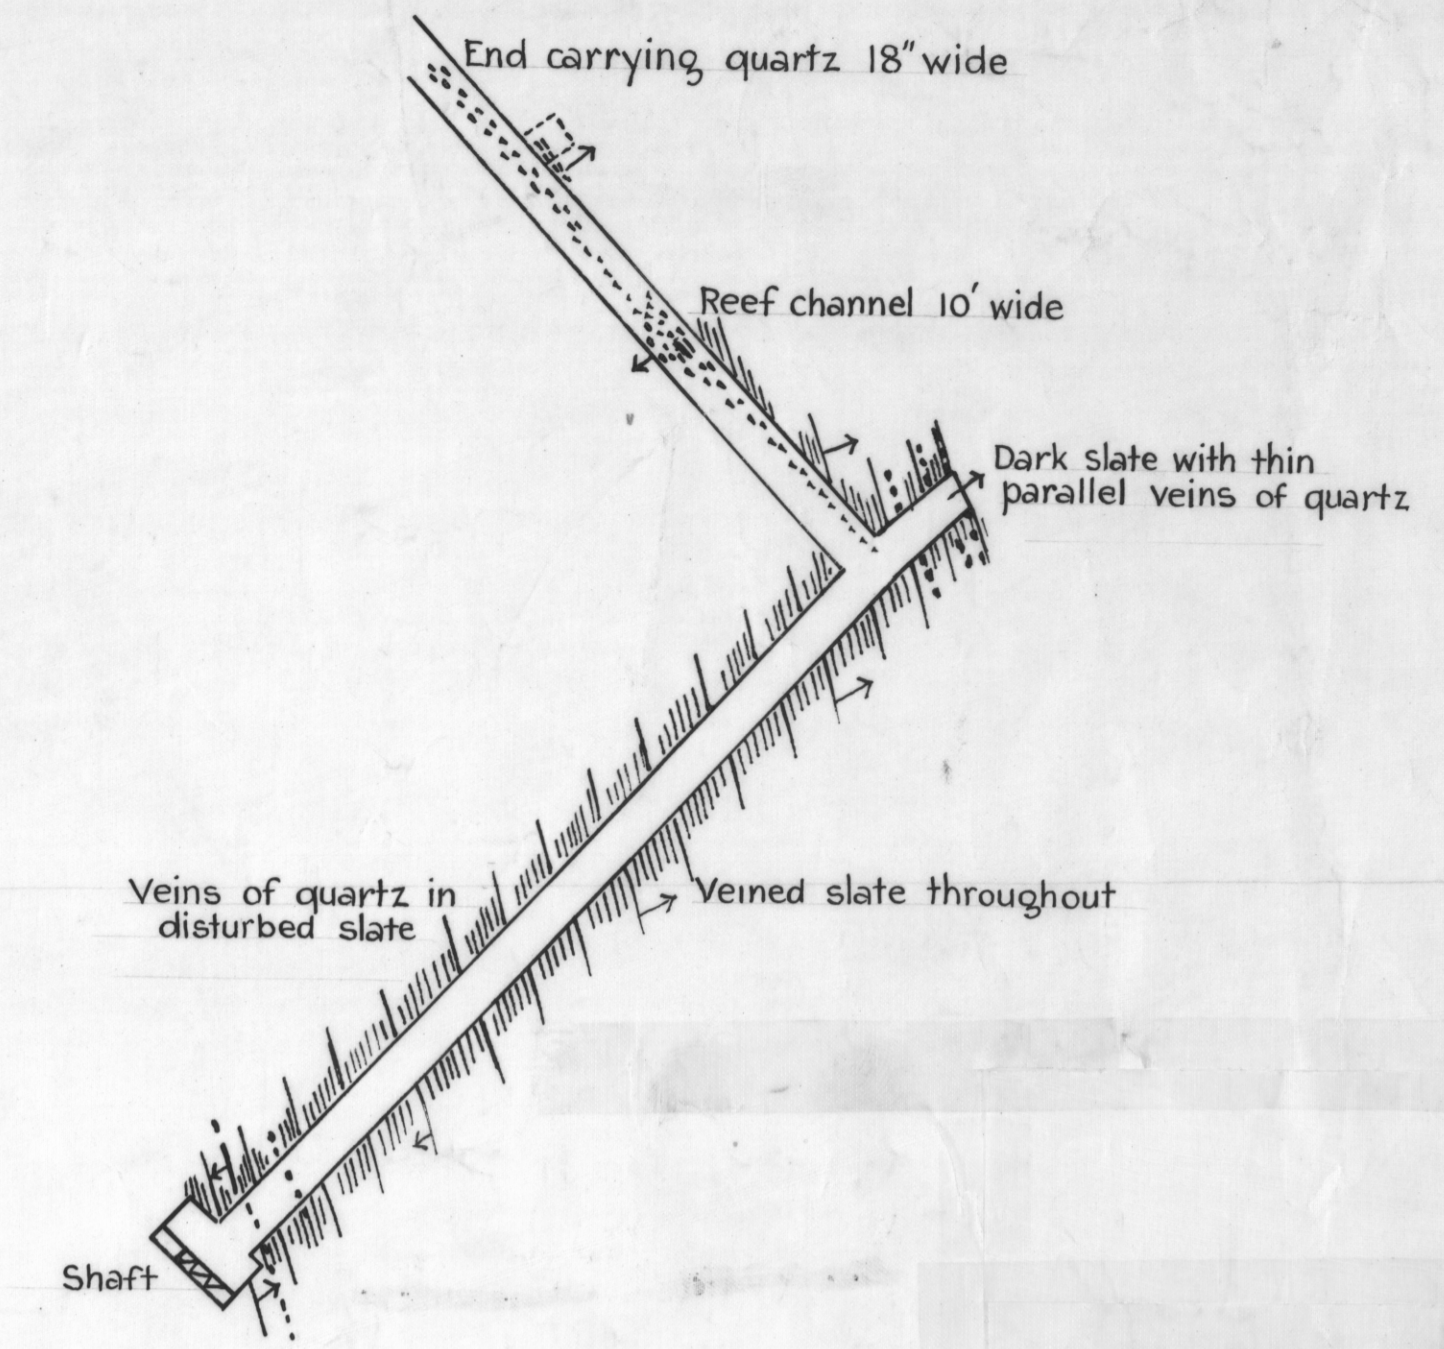 End carrying quartz 18" wide
Reef channel 10' wide
Dark slate with thin
parallel veins of quartz
Veins of quartz in
disturbed slate
Veined slate throughout
Shaft